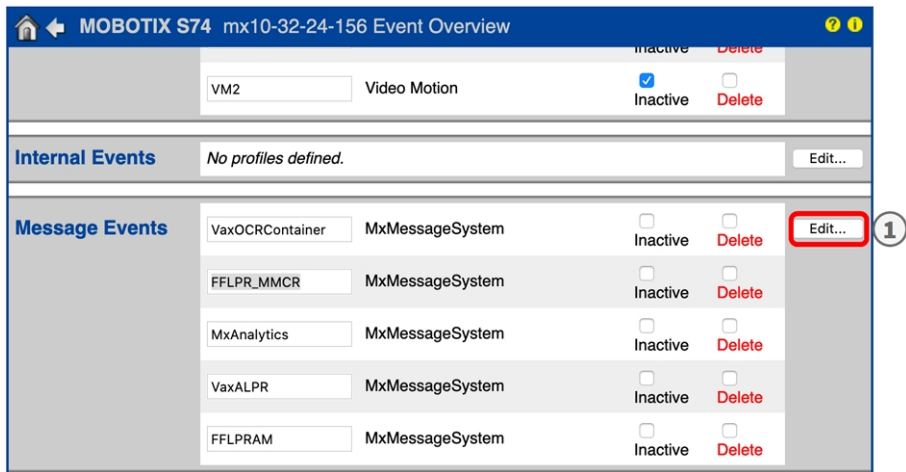 MOBOTIX S74 mx10-32-24-156 Event Overview ? i
Inactive Delete
VM2 Video Motion
Inactive Delete
Internal Events No profiles defined. Edit...
Message Events VaxOCRContainer MxMessageSystem Edit... 1
Inactive Delete
FFLPR_MMCR MxMessageSystem
Inactive Delete
MxAnalytics MxMessageSystem
Inactive Delete
VaxALPR MxMessageSystem
Inactive Delete
FFLPRAM MxMessageSystem
Inactive Delete